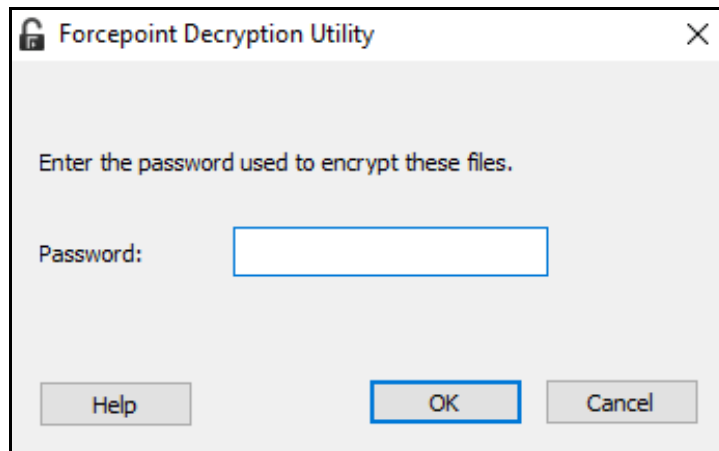 Forcepoint Decryption Utility
Enter the password used to encrypt these files.
Password:
Help OK Cancel